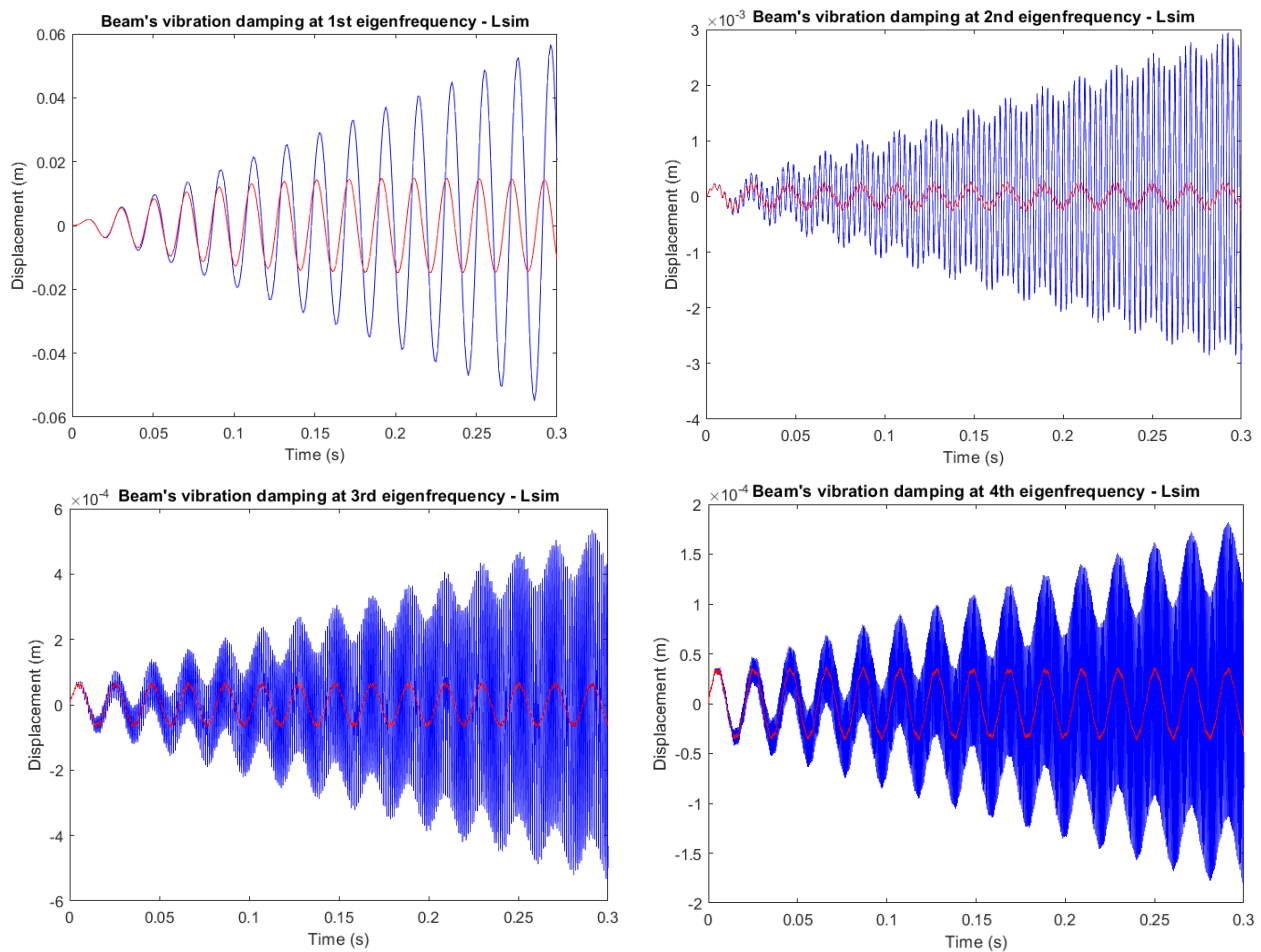 Beam's vibration damping at 1st eigenfrequency - Lsim
0.06
0.04
0.02
0
-0.02
-0.04
-0.06
Displacement (m)
0 0.05 0.1 0.15 0.2 0.25 0.3
Time (s)
×10-3 Beam's vibration damping at 2nd eigenfrequency - Lsim
3
2
1
0
-1
-2
-3
-4
Displacement (m)
0 0.05 0.1 0.15 0.2 0.25 0.3
Time (s)
×10-4 Beam's vibration damping at 3rd eigenfrequency - Lsim
6
4
2
0
-2
-4
-6
Displacement (m)
0 0.05 0.1 0.15 0.2 0.25 0.3
Time (s)
×10-4 Beam's vibration damping at 4th eigenfrequency - Lsim
2
1.5
1
0.5
0
-0.5
-1
-1.5
-2
Displacement (m)
0 0.05 0.1 0.15 0.2 0.25 0.3
Time (s)